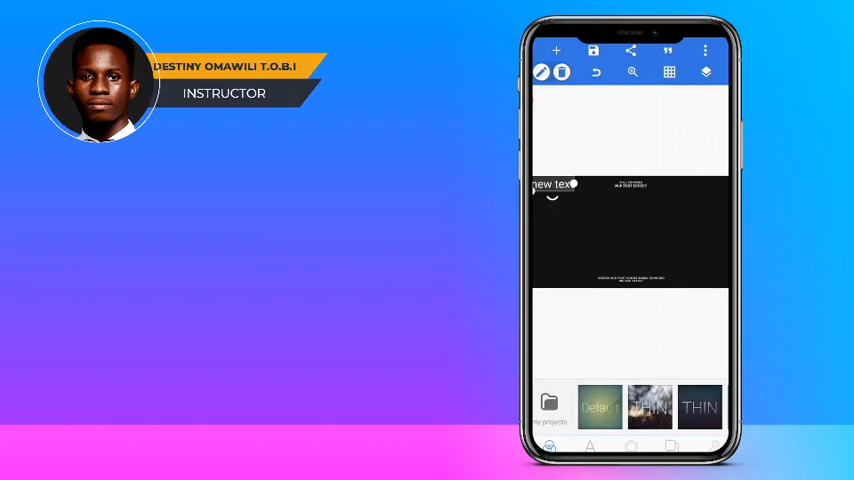 DESTINY OMAWILI T.O.B.I
INSTRUCTOR
new tex
my projects
Default
THIN
THIN